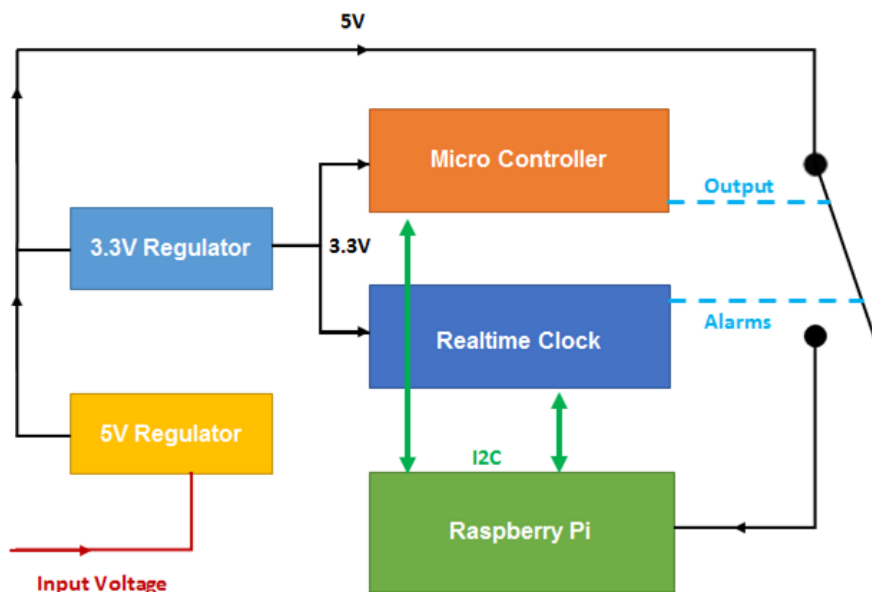 5V
Micro Controller
Output
3.3V Regulator
3.3V
Alarms
Realtime Clock
5V Regulator
I2C
Raspberry Pi
Input Voltage